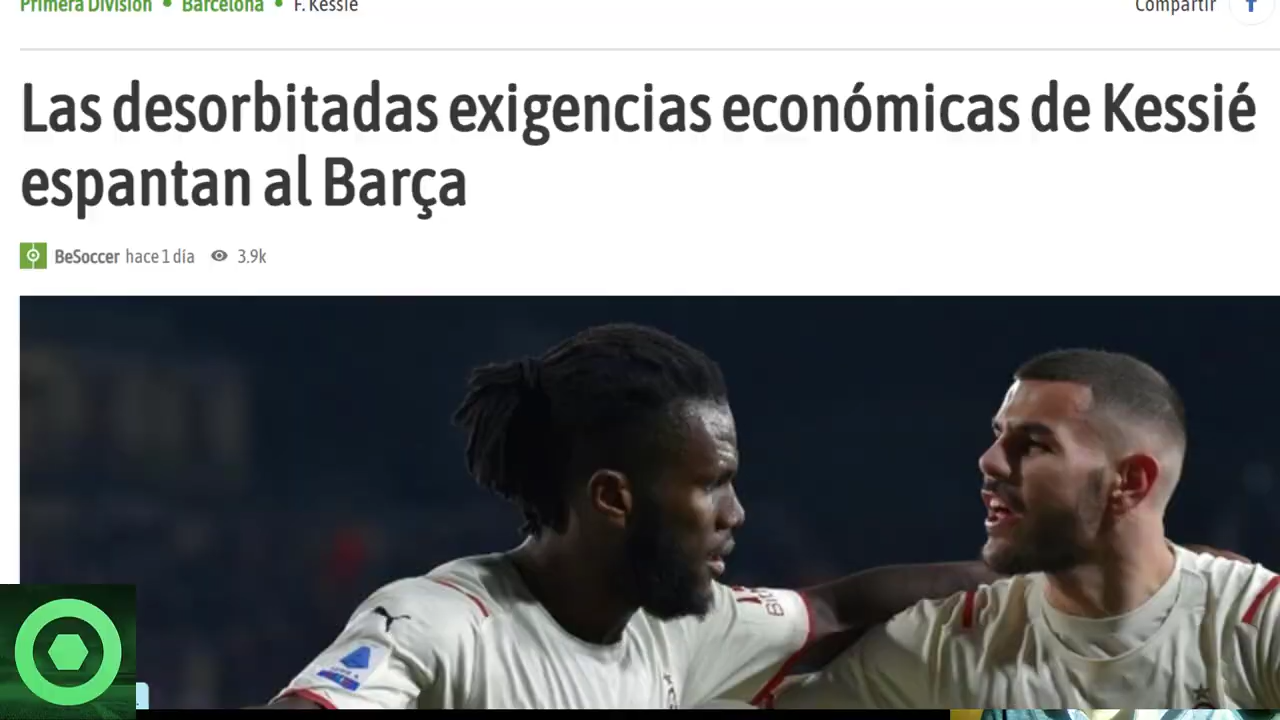 Primera División • Barcelona • F. Kessié
Compartir
Las desorbitadas exigencias económicas de Kessié
espantan al Barça
BeSoccer hace 1 día 3.9k